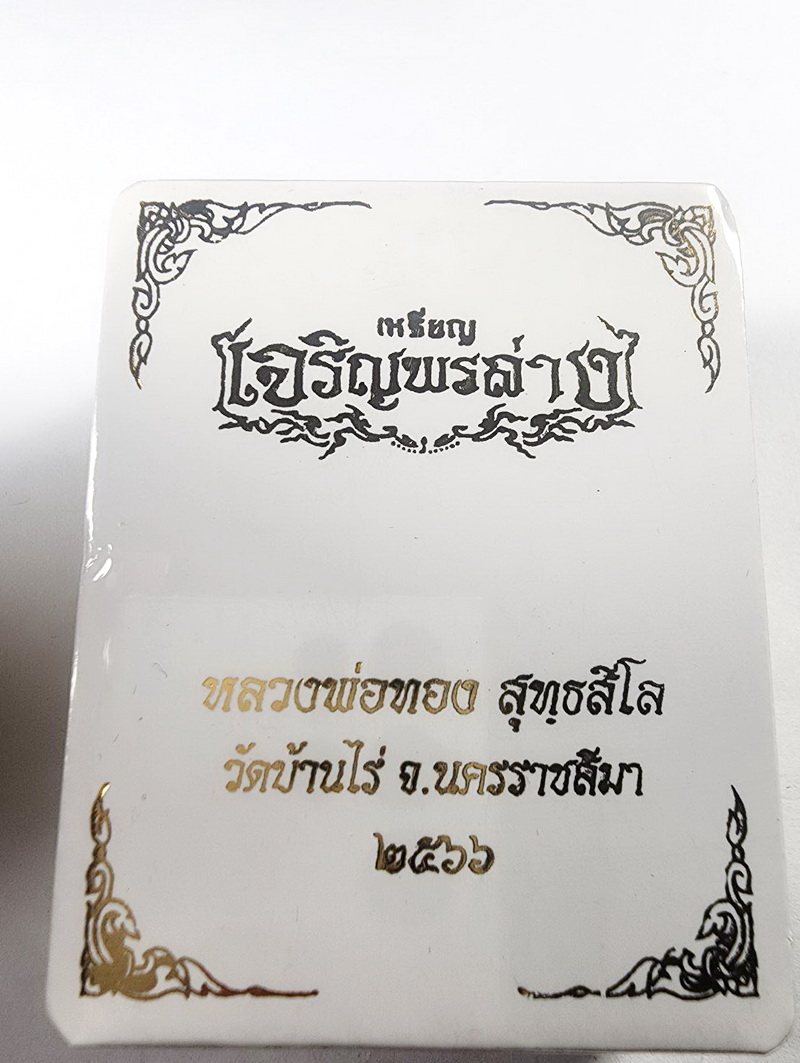 เหรียญ
เจริญพรล่าง
หลวงพ่อทอง สุทฺธสีโล
วัดบ้านไร่ จ.นครราชสีมา
๒๕๖๖